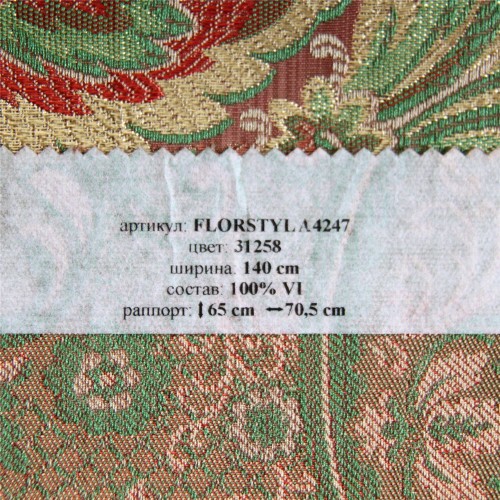 артикул: FLORSTYL A4247
цвет: 31258
ширина: 140 cm
состав: 100% VI
раппорт: ↕65 cm ↔70,5 cm